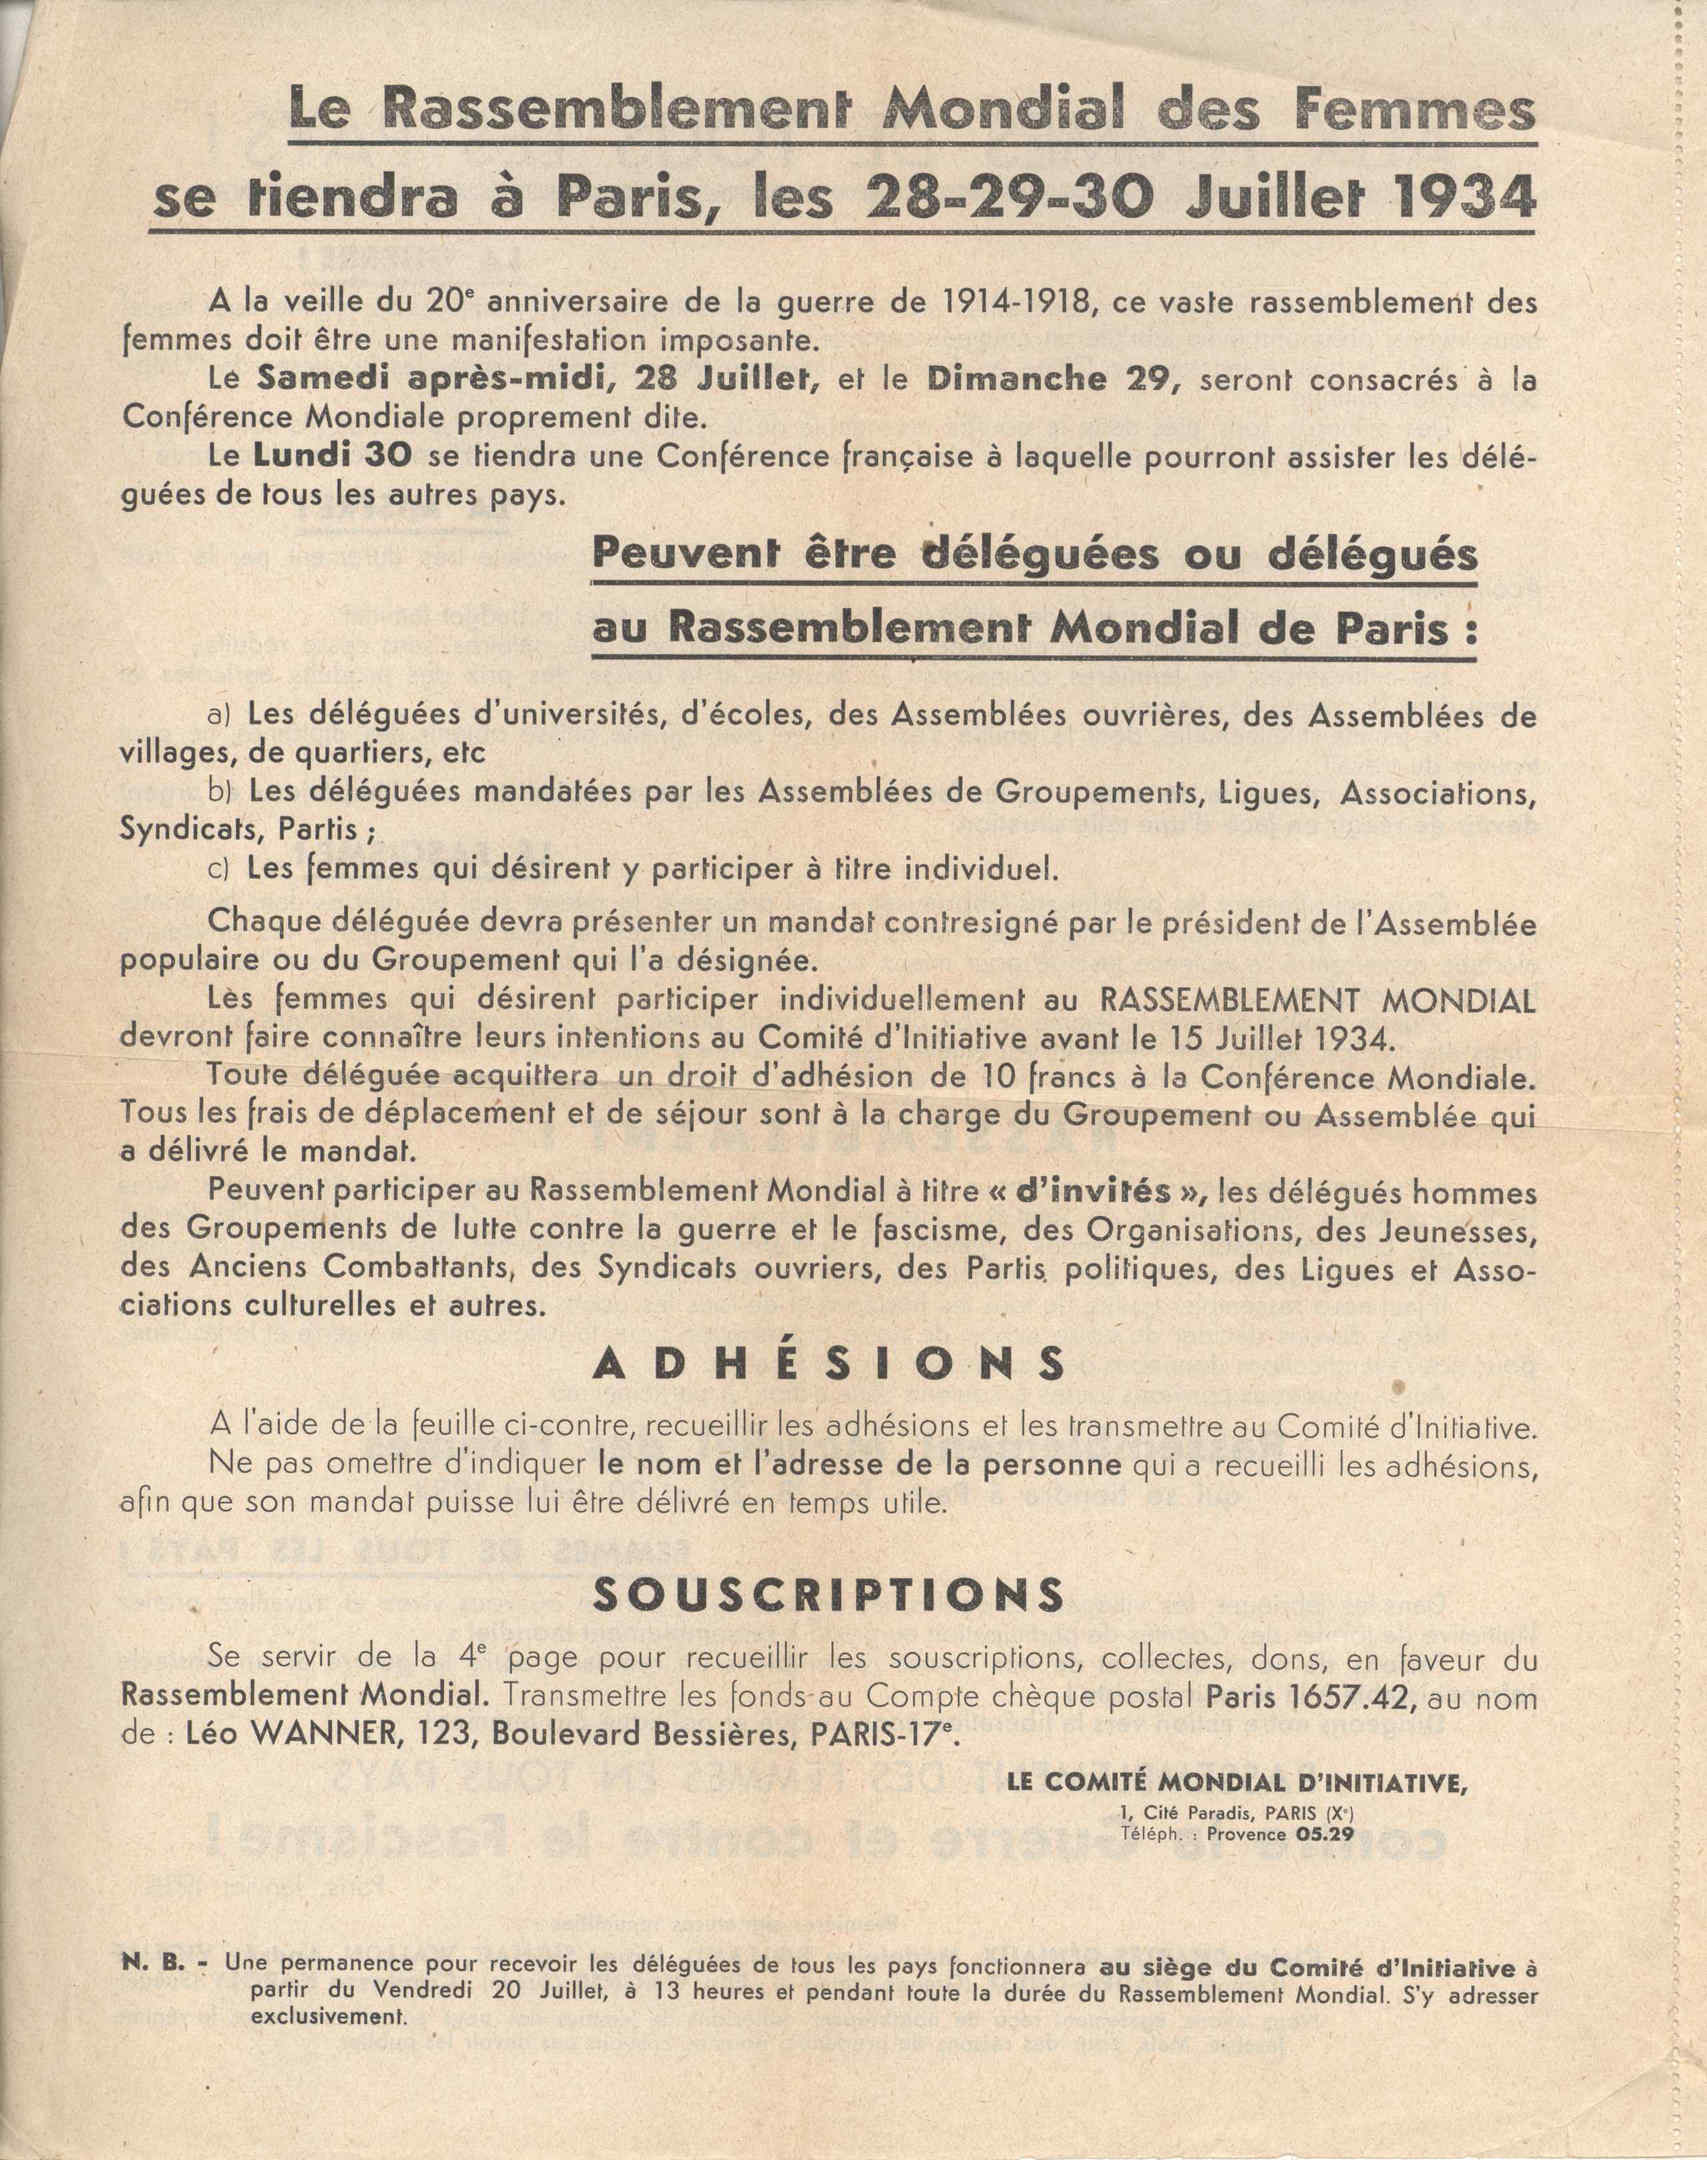 Le Rassemblement Mondial des Femmes
se tiendra à Paris, les 28-29-30 Juillet 1934
A la veille du 20e anniversaire de la guerre de 1914-1918, ce vaste rassemblement des
femmes doit être une manifestation imposante.
Le Samedi après-midi, 28 Juillet, et le Dimanche 29, seront consacrés à la
Conférence Mondiale proprement dite.
Le Lundi 30 se tiendra une Conférence française à laquelle pourront assister les délé-
guées de tous les autres pays.
Peuvent être déléguées ou délégués
au Rassemblement Mondial de Paris :
a) Les déléguées d'universités, d'écoles, des Assemblées ouvrières, des Assemblées de
villages, de quartiers, etc
b) Les déléguées mandatées par les Assemblées de Groupements, Ligues, Associations,
Syndicats, Partis ;
c) Les femmes qui désirent y participer à titre individuel.
Chaque déléguée devra présenter un mandat contresigné par le président de l'Assemblée
populaire ou du Groupement qui l'a désignée.
Les femmes qui désirent participer individuellement au RASSEMBLEMENT MONDIAL
devront faire connaître leurs intentions au Comité d'Initiative avant le 15 Juillet 1934.
Toute déléguée acquittera un droit d'adhésion de 10 francs à la Conférence Mondiale.
Tous les frais de déplacement et de séjour sont à la charge du Groupement ou Assemblée qui
a délivré le mandat.
Peuvent participer au Rassemblement Mondial à titre « d'invités », les délégués hommes
des Groupements de lutte contre la guerre et le fascisme, des Organisations, des Jeunesses,
des Anciens Combattants, des Syndicats ouvriers, des Partis politiques, des Ligues et Asso-
ciations culturelles et autres.
ADHÉSIONS
A l'aide de la feuille ci-contre, recueillir les adhésions et les transmettre au Comité d'Initiative.
Ne pas omettre d'indiquer le nom et l'adresse de la personne qui a recueilli les adhésions,
afin que son mandat puisse lui être délivré en temps utile.
SOUSCRIPTIONS
Se servir de la 4e page pour recueillir les souscriptions, collectes, dons, en faveur du
Rassemblement Mondial. Transmettre les fonds au Compte chèque postal Paris 1657.42, au nom
de : Léo WANNER, 123, Boulevard Bessières, PARIS-17e.
LE COMITÉ MONDIAL D'INITIATIVE,
1, Cité Paradis, PARIS (Xe)
Téléph. : Provence 05.29
N. B. - Une permanence pour recevoir les déléguées de tous les pays fonctionnera au siège du Comité d'Initiative à
partir du Vendredi 20 Juillet, à 13 heures et pendant toute la durée du Rassemblement Mondial. S'y adresser
exclusivement.